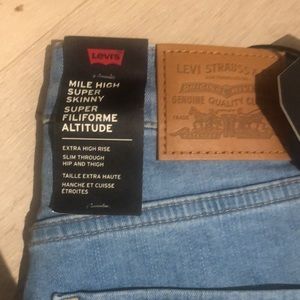 Levi's
MILE HIGH
SUPER
SKINNY
SUPER
FILIFORME
ALTITUDE
EXTRA HIGH RISE
SLIM THROUGH
HIP AND THIGH
TAILLE EXTRA HAUTE
HANCHE ET CUISSE
ÉTROITES
LEVI STRAUSS
GENUINE QUALITY
TRADE